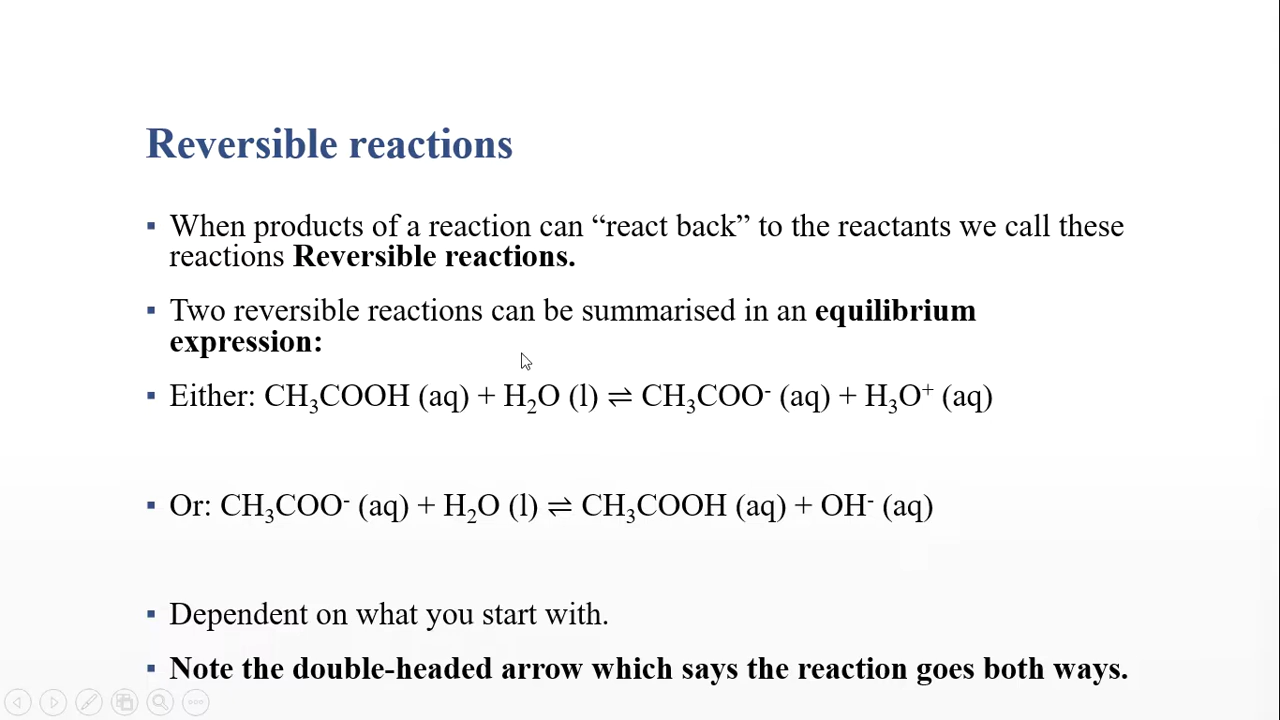 Reversible reactions
▪ When products of a reaction can “react back” to the reactants we call these
reactions Reversible reactions.
▪ Two reversible reactions can be summarised in an equilibrium
expression:
▪ Either: CH₃COOH (aq) + H₂O (l) ⇌ CH₃COO⁻ (aq) + H₃O⁺ (aq)
▪ Or: CH₃COO⁻ (aq) + H₂O (l) ⇌ CH₃COOH (aq) + OH⁻ (aq)
▪ Dependent on what you start with.
▪ Note the double-headed arrow which says the reaction goes both ways.